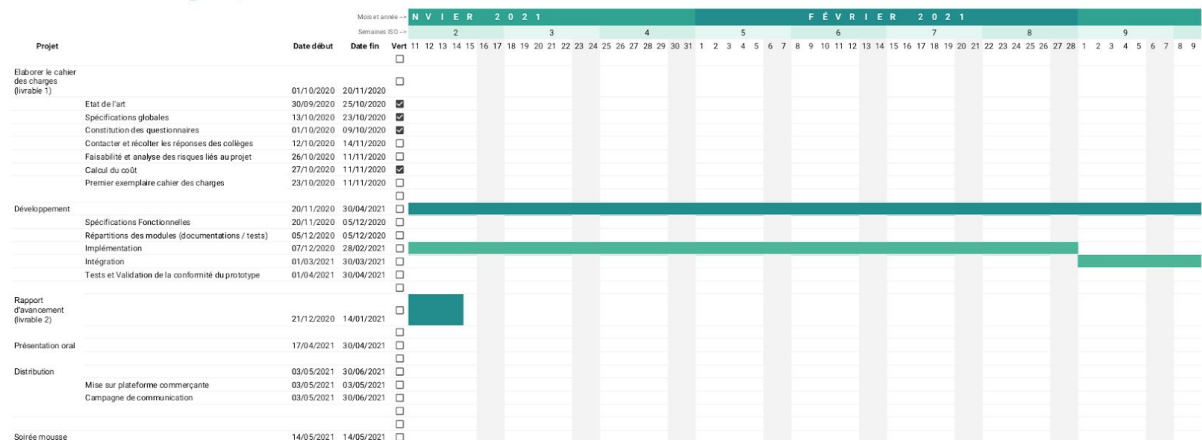 Mois et année --> N V I E R 2 0 2 1 F É V R I E R 2 0 2 1
Semaines ISO --> 2 3 4 5 6 7 8 9
Projet Date début Date fin Vert 11 12 13 14 15 16 17 18 19 20 21 22 23 24 25 26 27 28 29 30 31 1 2 3 4 5 6 7 8 9 10 11 12 13 14 15 16 17 18 19 20 21 22 23 24 25 26 27 28 1 2 3 4 5 6 7 8 9
Elaborer le cahier
des charges
(livrable 1) 01/10/2020 20/11/2020
Etat de l'art 30/09/2020 25/10/2020
Spécifications globales 13/10/2020 23/10/2020
Constitution des questionnaires 01/10/2020 09/10/2020
Contacter et récolter les réponses des collèges 12/10/2020 14/11/2020
Faisabilité et analyse des risques liés au projet 26/10/2020 11/11/2020
Calcul du coût 27/10/2020 11/11/2020
Premier exemplaire cahier des charges 23/10/2020 11/11/2020
Développement 20/11/2020 30/04/2021
Spécifications Fonctionnelles 20/11/2020 05/12/2020
Répartitions des modules (documentations / tests) 05/12/2020 05/12/2020
Implémentation 07/12/2020 28/02/2021
Intégration 01/03/2021 30/03/2021
Tests et Validation de la conformité du prototype 01/04/2021 30/04/2021
Rapport
d'avancement
(livrable 2) 21/12/2020 14/01/2021
Présentation oral 17/04/2021 30/04/2021
Distribution 03/05/2021 30/06/2021
Mise sur plateforme commerçante 03/05/2021 03/05/2021
Campagne de communication 03/05/2021 30/06/2021
Soirée mousse 14/05/2021 14/05/2021